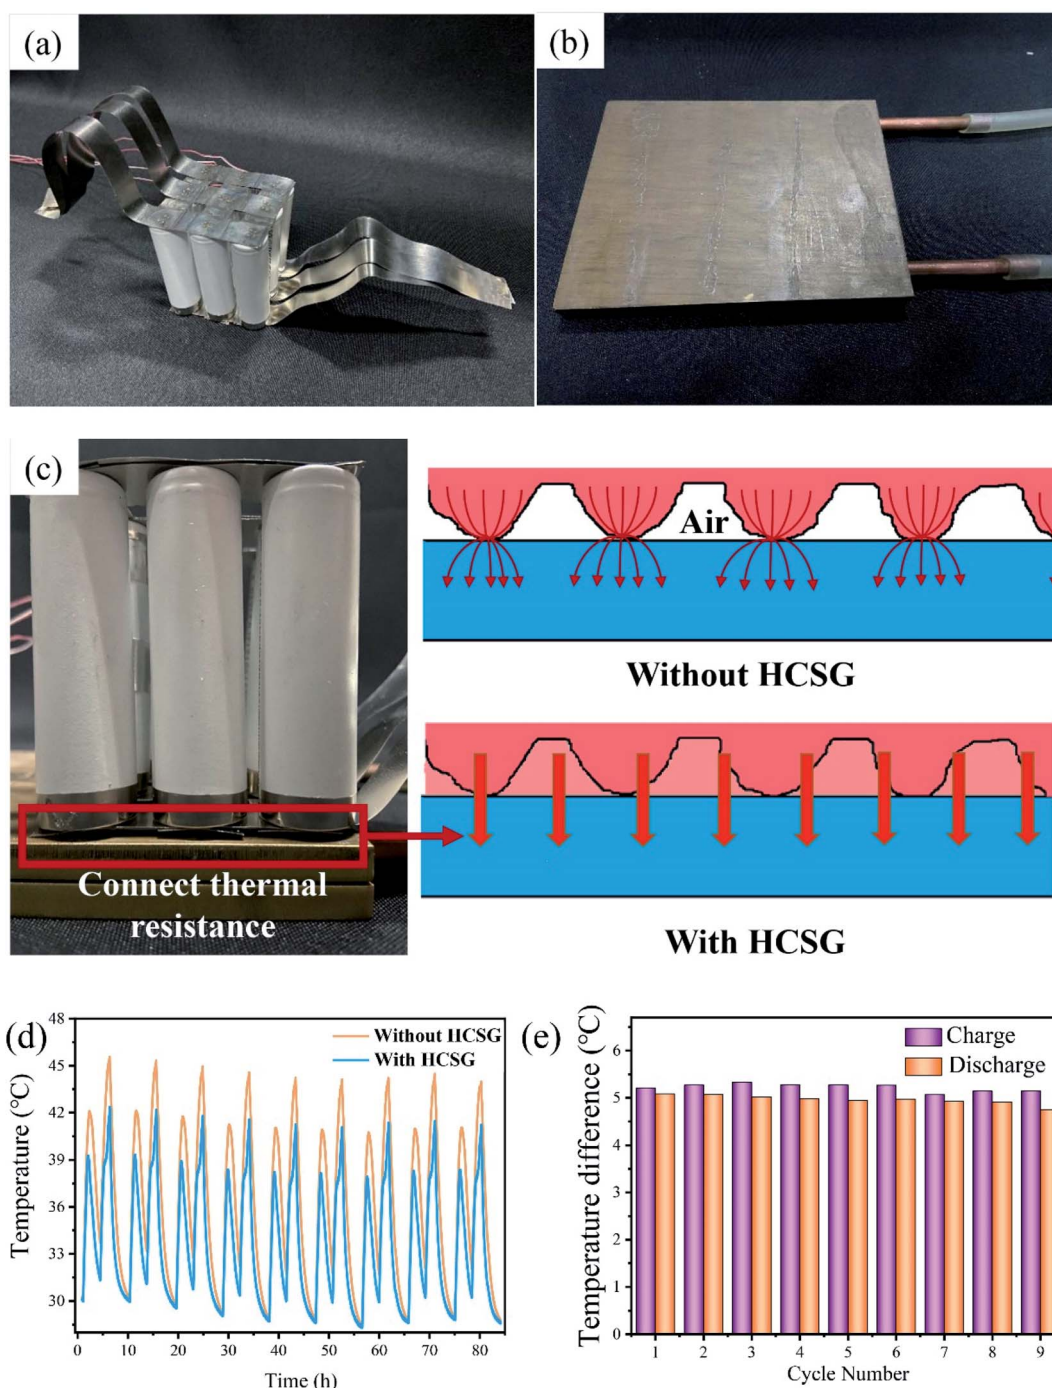 (a)
(b)
(c)
Air
Without HCSG
Connect thermal
resistance
With HCSG
(d)
48
45
42
39
36
33
30
Temperature (°C)
Without HCSG
With HCSG
0 10 20 30 40 50 60 70 80
Time (h)
(e)
6
5
4
3
2
1
0
Temperature difference (°C)
Charge
Discharge
1 2 3 4 5 6 7 8 9
Cycle Number